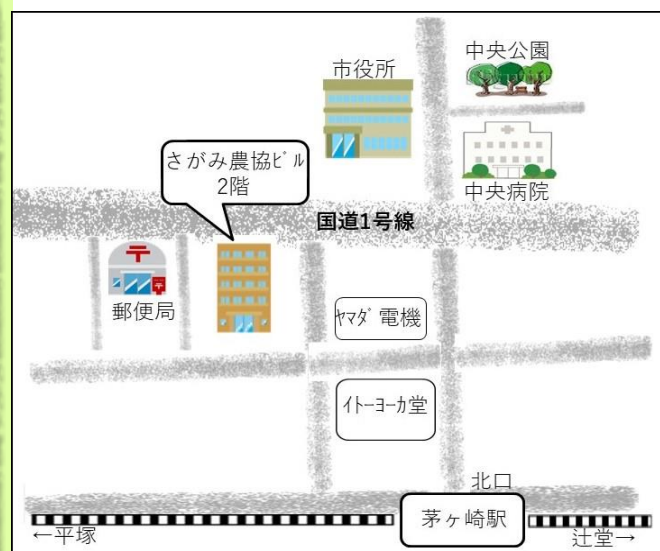 中央公園
市役所
さがみ農協ﾋﾞﾙ
2階
中央病院
国道1号線
〒
郵便局
ﾔﾏﾀﾞ電機
ｲﾄｰﾖｰｶ堂
北口
茅ヶ崎駅
←平塚
辻堂→